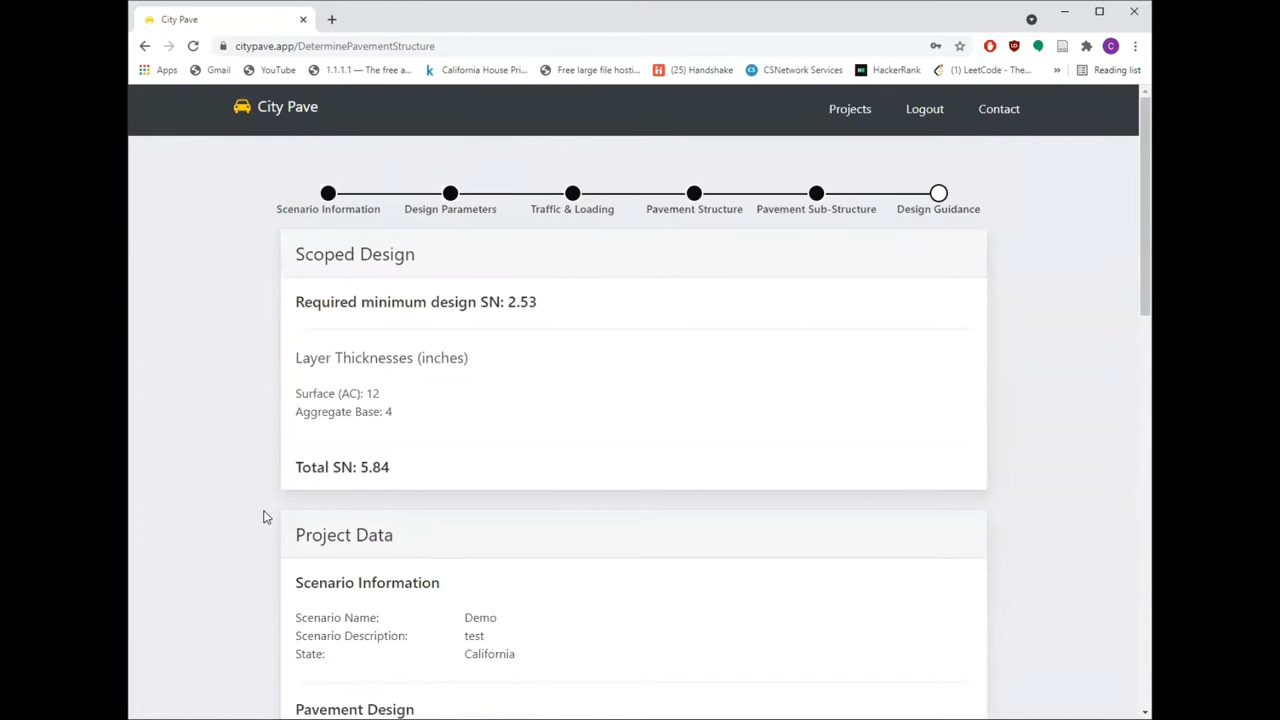 City Pave
citypave.app/DeterminePavementStructure
Apps Gmail YouTube 1.1.1.1 — The free a... California House Pri... Free large file hosti... (25) Handshake CSNetwork Services HackerRank (1) LeetCode - The... » Reading list
City Pave Projects Logout Contact
Scenario Information Design Parameters Traffic & Loading Pavement Structure Pavement Sub-Structure Design Guidance
Scoped Design
Required minimum design SN: 2.53
Layer Thicknesses (inches)
Surface (AC): 12
Aggregate Base: 4
Total SN: 5.84
Project Data
Scenario Information
Scenario Name: Demo
Scenario Description: test
State: California
Pavement Design